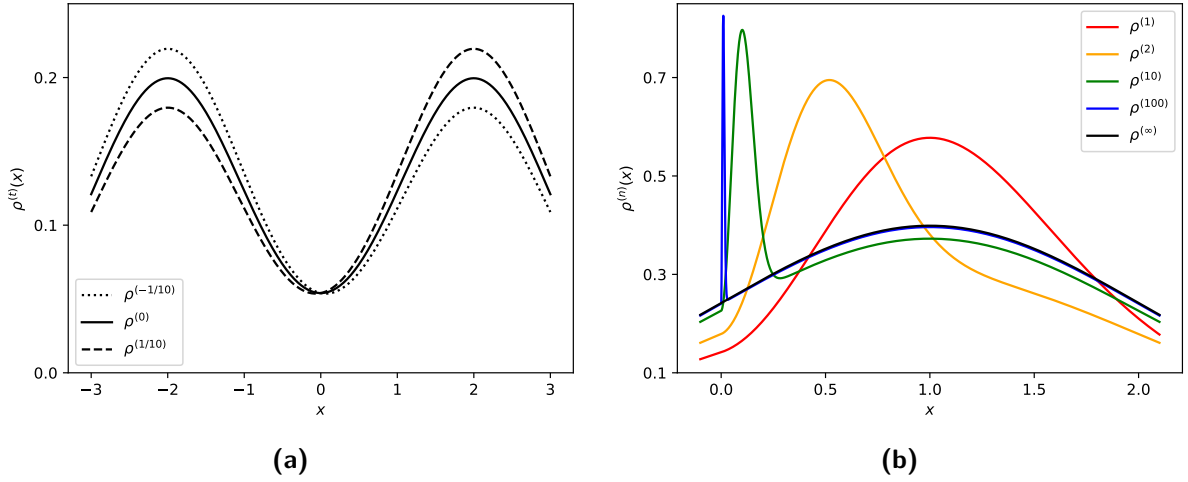 0.2
0.1
0.0
ρ^(t)(x)
−3 −2 −1 0 1 2 3
x
ρ^(−1/10)
ρ^(0)
ρ^(1/10)
(a)
0.7
0.5
0.3
0.1
ρ^(n)(x)
0.0 0.5 1.0 1.5 2.0
x
ρ^(1)
ρ^(2)
ρ^(10)
ρ^(100)
ρ^(∞)
(b)